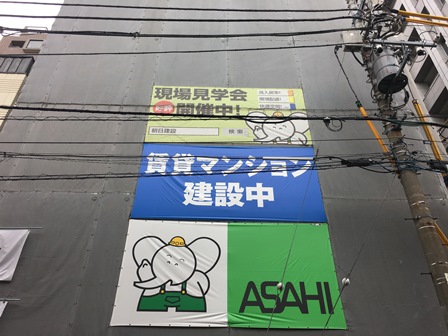 現場見学会
開催中!
朝日建設
検索
賃貸マンション
建設中
ASAHI